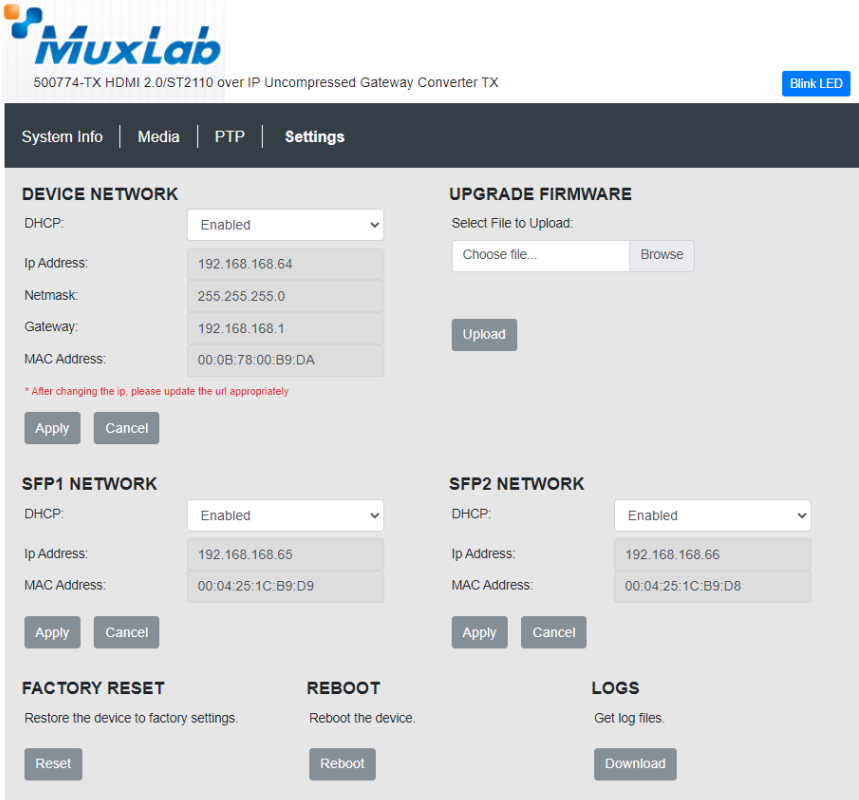 MuxLab
500774-TX HDMI 2.0/ST2110 over IP Uncompressed Gateway Converter TX
Blink LED
System Info | Media | PTP | Settings
DEVICE NETWORK
DHCP: Enabled
Ip Address: 192.168.168.64
Netmask: 255.255.255.0
Gateway: 192.168.168.1
MAC Address: 00:0B:78:00:B9:DA
* After changing the ip, please update the url appropriately
Apply Cancel
UPGRADE FIRMWARE
Select File to Upload:
Choose file... Browse
Upload
SFP1 NETWORK
DHCP: Enabled
Ip Address: 192.168.168.65
MAC Address: 00:04:25:1C:B9:D9
Apply Cancel
SFP2 NETWORK
DHCP: Enabled
Ip Address: 192.168.168.66
MAC Address: 00:04:25:1C:B9:D8
Apply Cancel
FACTORY RESET
Restore the device to factory settings.
Reset
REBOOT
Reboot the device.
Reboot
LOGS
Get log files.
Download